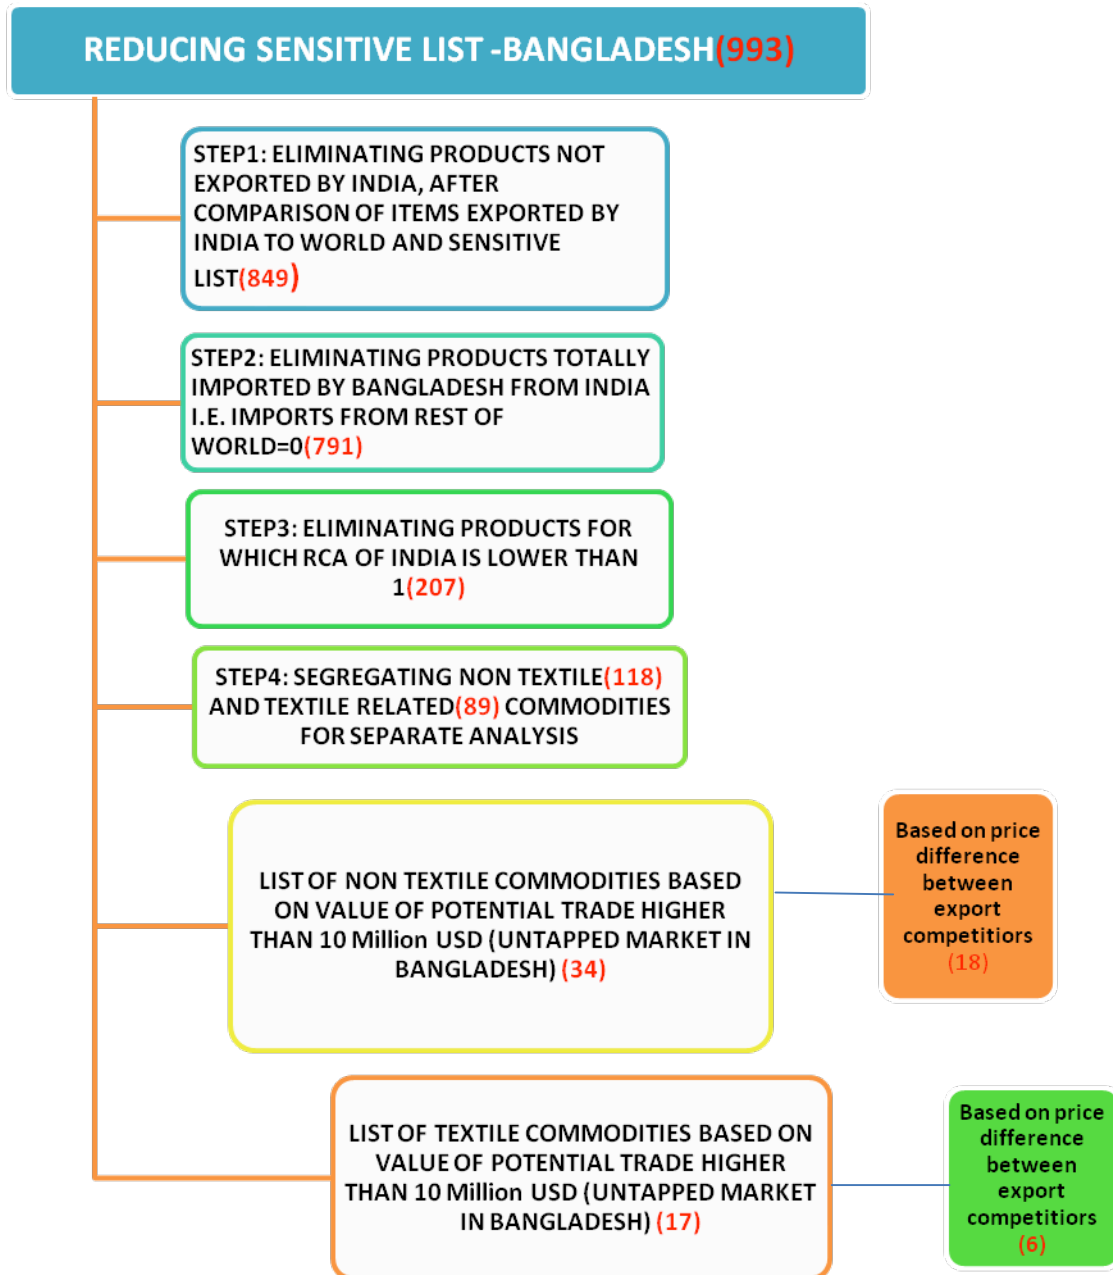 REDUCING SENSITIVE LIST -BANGLADESH(993)
STEP1: ELIMINATING PRODUCTS NOT
EXPORTED BY INDIA, AFTER
COMPARISON OF ITEMS EXPORTED BY
INDIA TO WORLD AND SENSITIVE
LIST(849)
STEP2: ELIMINATING PRODUCTS TOTALLY
IMPORTED BY BANGLADESH FROM INDIA
I.E. IMPORTS FROM REST OF
WORLD=0(791)
STEP3: ELIMINATING PRODUCTS FOR
WHICH RCA OF INDIA IS LOWER THAN
1(207)
STEP4: SEGREGATING NON TEXTILE(118)
AND TEXTILE RELATED(89) COMMODITIES
FOR SEPARATE ANALYSIS
LIST OF NON TEXTILE COMMODITIES BASED
ON VALUE OF POTENTIAL TRADE HIGHER
THAN 10 Million USD (UNTAPPED MARKET IN
BANGLADESH) (34)
Based on price
difference
between
export
competitiors
(18)
LIST OF TEXTILE COMMODITIES BASED ON
VALUE OF POTENTIAL TRADE HIGHER
THAN 10 Million USD (UNTAPPED MARKET
IN BANGLADESH) (17)
Based on price
difference
between
export
competitiors
(6)